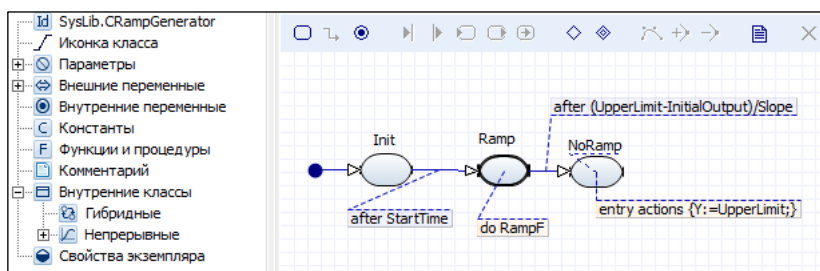 Id SysLib.CRampGenerator
Иконка класса
Параметры
Внешние переменные
Внутренние переменные
C Константы
F Функции и процедуры
Комментарий
Внутренние классы
Гибридные
Непрерывные
Свойства экземпляра
after (UpperLimit-InitialOutput)/Slope
Init
Ramp
NoRamp
after StartTime
do RampF
entry actions {Y:=UpperLimit;}